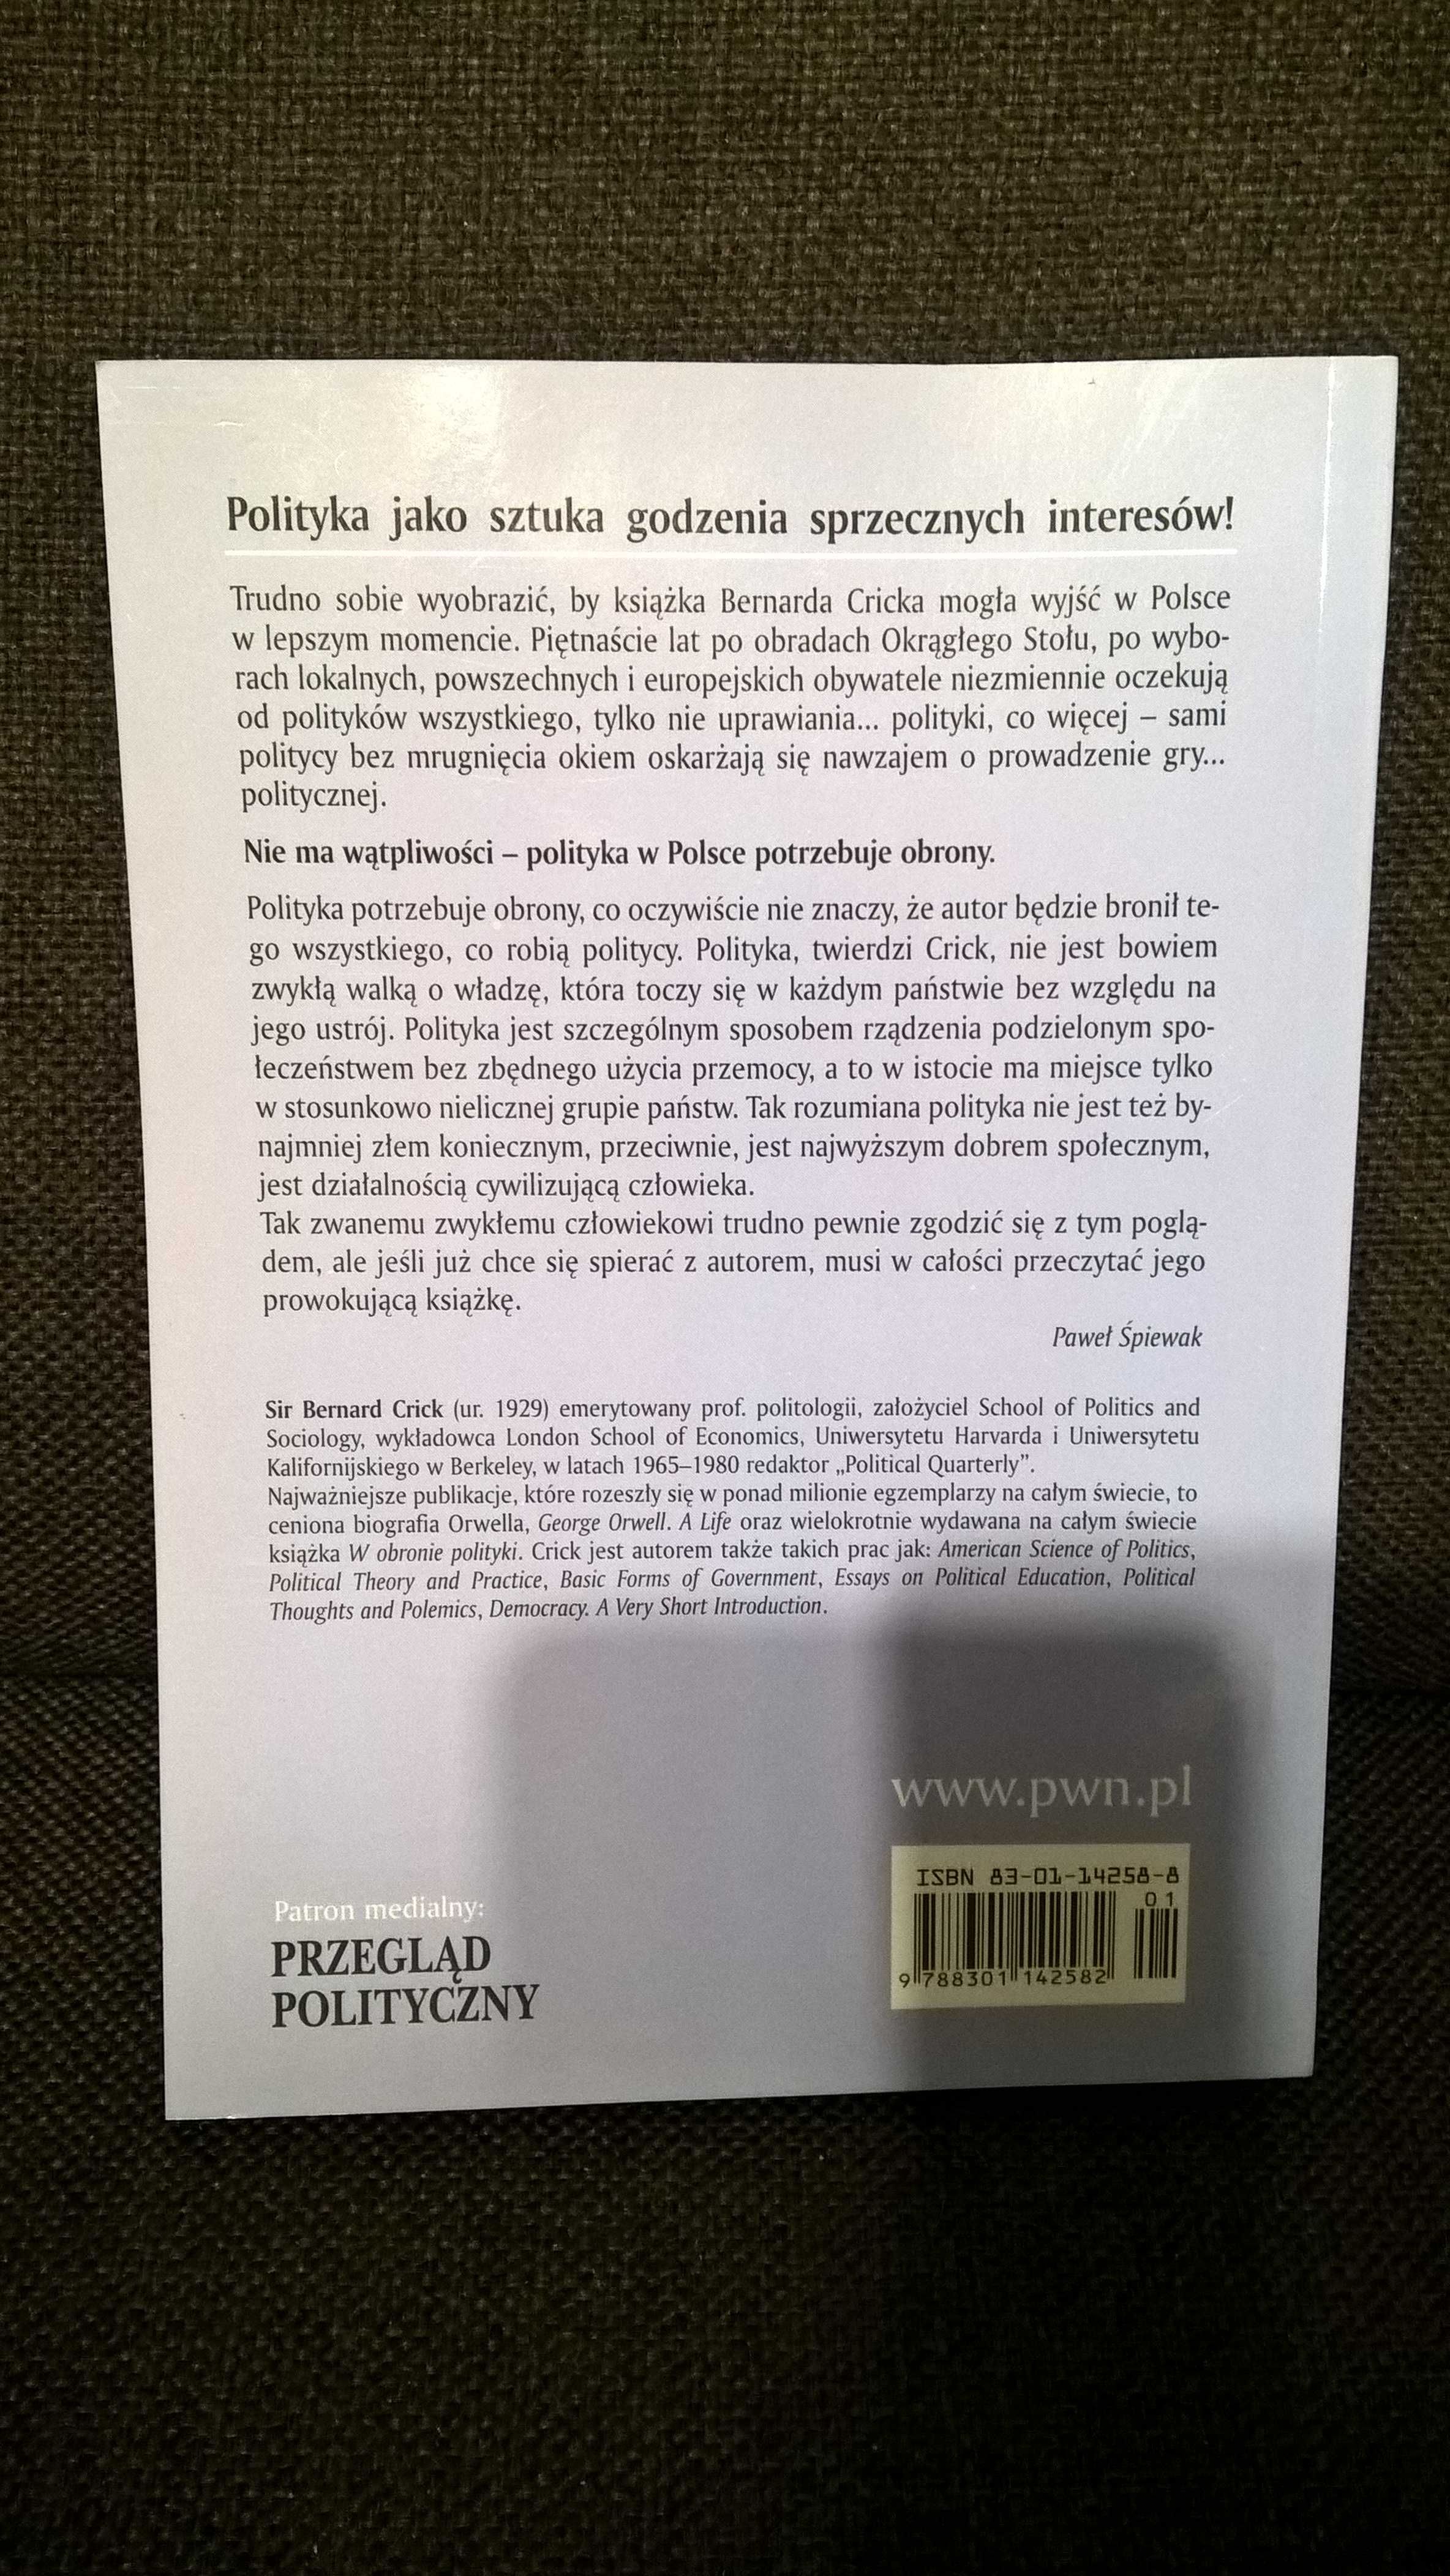 Polityka jako sztuka godzenia sprzecznych interesów!
Trudno sobie wyobrazić, by książka Bernarda Cricka mogła wyjść w Polsce
w lepszym momencie. Piętnaście lat po obradach Okrągłego Stołu, po wybo-
rach lokalnych, powszechnych i europejskich obywatele niezmiennie oczekują
od polityków wszystkiego, tylko nie uprawiania... polityki, co więcej – sami
politycy bez mrugnięcia okiem oskarżają się nawzajem o prowadzenie gry...
politycznej.
Nie ma wątpliwości – polityka w Polsce potrzebuje obrony.
Polityka potrzebuje obrony, co oczywiście nie znaczy, że autor będzie bronił te-
go wszystkiego, co robią politycy. Polityka, twierdzi Crick, nie jest bowiem
zwykłą walką o władzę, która toczy się w każdym państwie bez względu na
jego ustrój. Polityka jest szczególnym sposobem rządzenia podzielonym spo-
łeczeństwem bez zbędnego użycia przemocy, a to w istocie ma miejsce tylko
w stosunkowo nielicznej grupie państw. Tak rozumiana polityka nie jest też by-
najmniej złem koniecznym, przeciwnie, jest najwyższym dobrem społecznym,
jest działalnością cywilizującą człowieka.
Tak zwanemu zwykłemu człowiekowi trudno pewnie zgodzić się z tym poglą-
dem, ale jeśli już chce się spierać z autorem, musi w całości przeczytać jego
prowokującą książkę.
Paweł Śpiewak
Sir Bernard Crick (ur. 1929) emerytowany prof. politologii, założyciel School of Politics and
Sociology, wykładowca London School of Economics, Uniwersytetu Harvarda i Uniwersytetu
Kalifornijskiego w Berkeley, w latach 1965–1980 redaktor „Political Quarterly”.
Najważniejsze publikacje, które rozeszły się w ponad milionie egzemplarzy na całym świecie, to
ceniona biografia Orwella, George Orwell. A Life oraz wielokrotnie wydawana na całym świecie
książka W obronie polityki. Crick jest autorem także takich prac jak: American Science of Politics,
Political Theory and Practice, Basic Forms of Government, Essays on Political Education, Political
Thoughts and Polemics, Democracy. A Very Short Introduction.
www.pwn.pl
ISBN 83-01-14258-8
01
9 788301 142582
Patron medialny:
PRZEGLĄD
POLITYCZNY